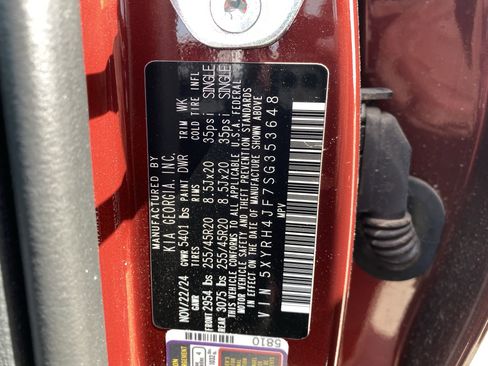 MANUFACTURED BY
KIA GEORGIA, INC.
NOV/22/24 GVWR 5401 lbs PAINT DWR TRIM WK
GAWR TIRES RIMS COLD TIRE INFL
FRONT 2954 lbs 255/45R20 8.5Jx20 35psi SINGLE
REAR 3075 lbs 255/45R20 8.5Jx20 35psi SINGLE
THIS VEHICLE CONFORMS TO ALL APPLICABLE U.S.A. FEDERAL
MOTOR VEHICLE SAFETY THEFT PREVENTION STANDARDS
IN EFFECT ON THE DATE OF MANUFACTURE SHOWN ABOVE
VIN: 5XYRH4JF7SG353648
MPV
5810